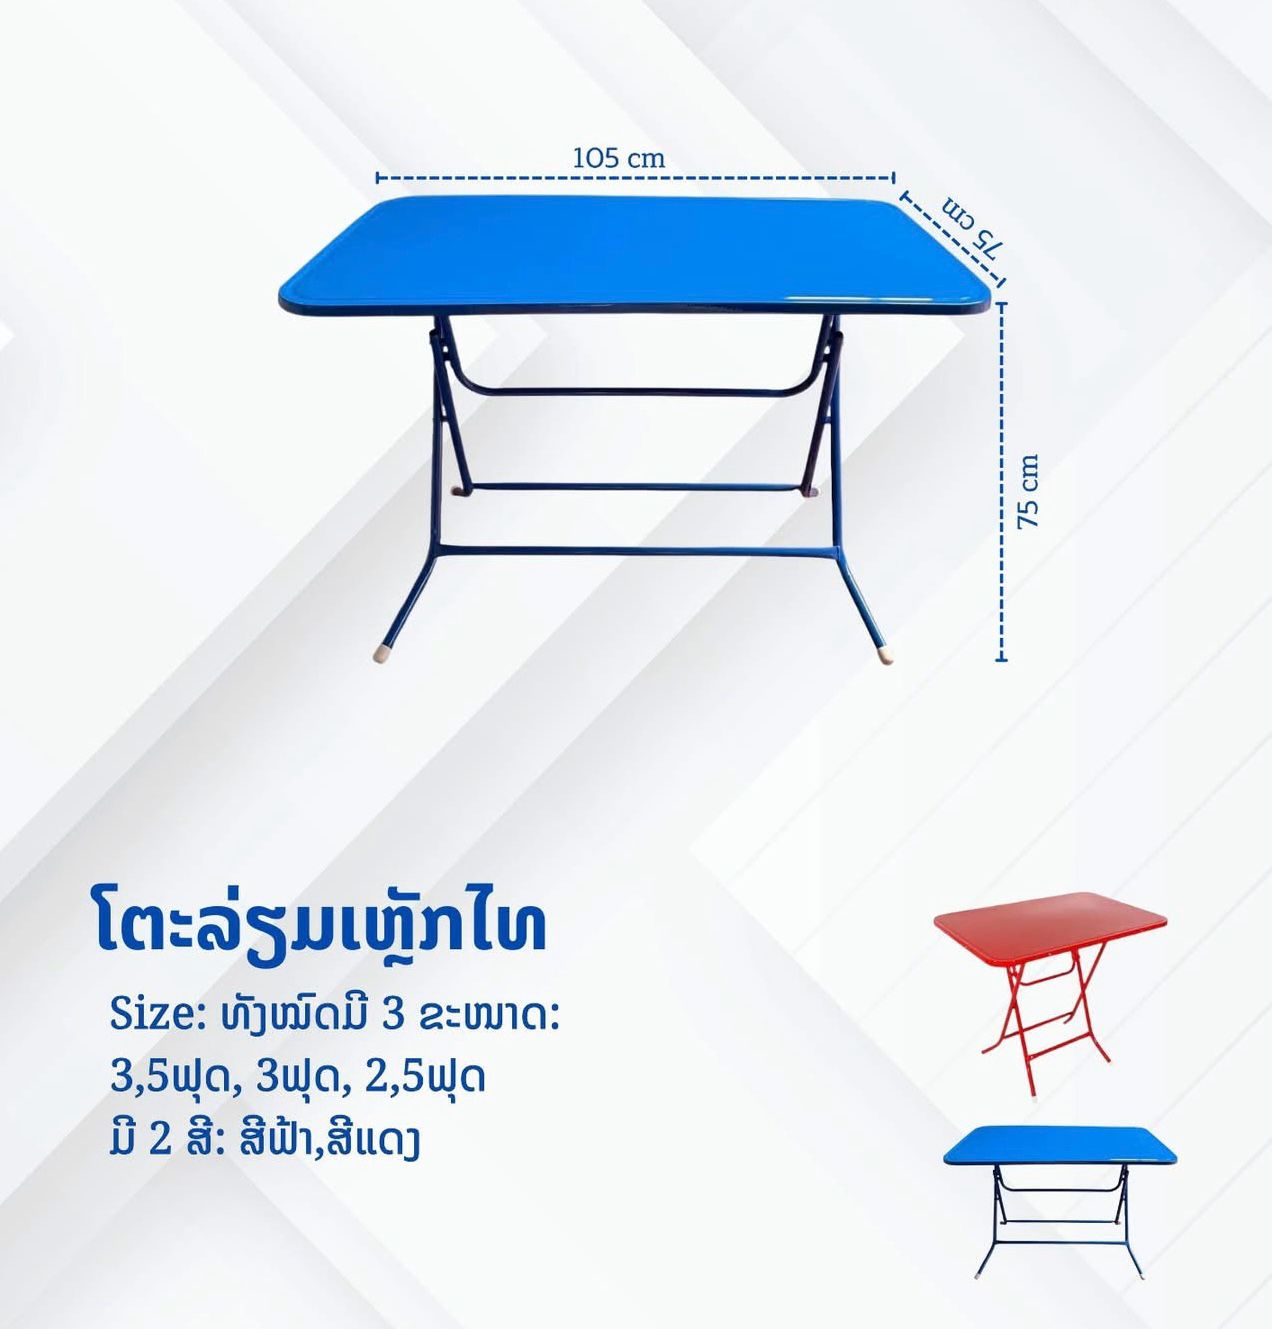 105 cm
75 cm
75 cm
ໂຕະລ່ຽມເຫຼັກໄທ
Size: ທັງໝົດມີ 3 ຂະໜາດ:
3,5ຟຸດ, 3ຟຸດ, 2,5ຟຸດ
ມີ 2 ສີ: ສີຟ້າ,ສີແດງ